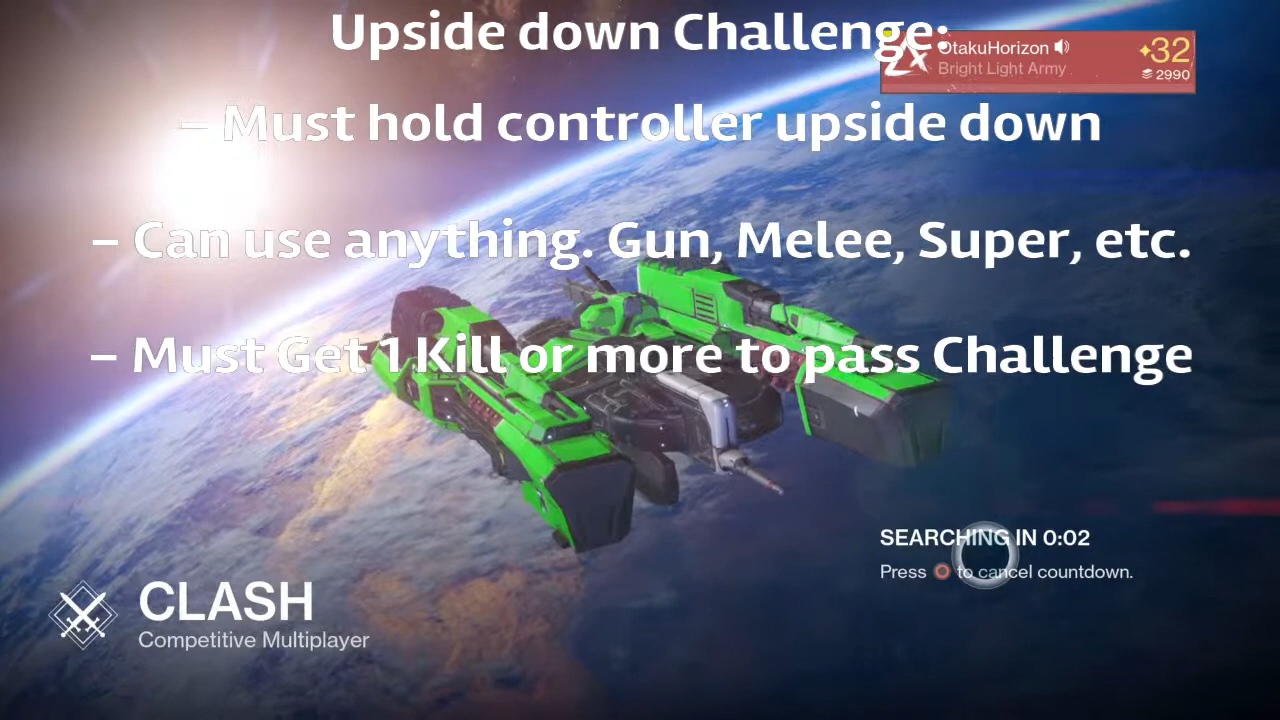 Upside down Challenge:
OtakuHorizon
32
Bright Light Army
2990
– Must hold controller upside down
– Can use anything. Gun, Melee, Super, etc.
– Must Get 1 Kill or more to pass Challenge
SEARCHING IN 0:02
Press to cancel countdown.
CLASH
Competitive Multiplayer